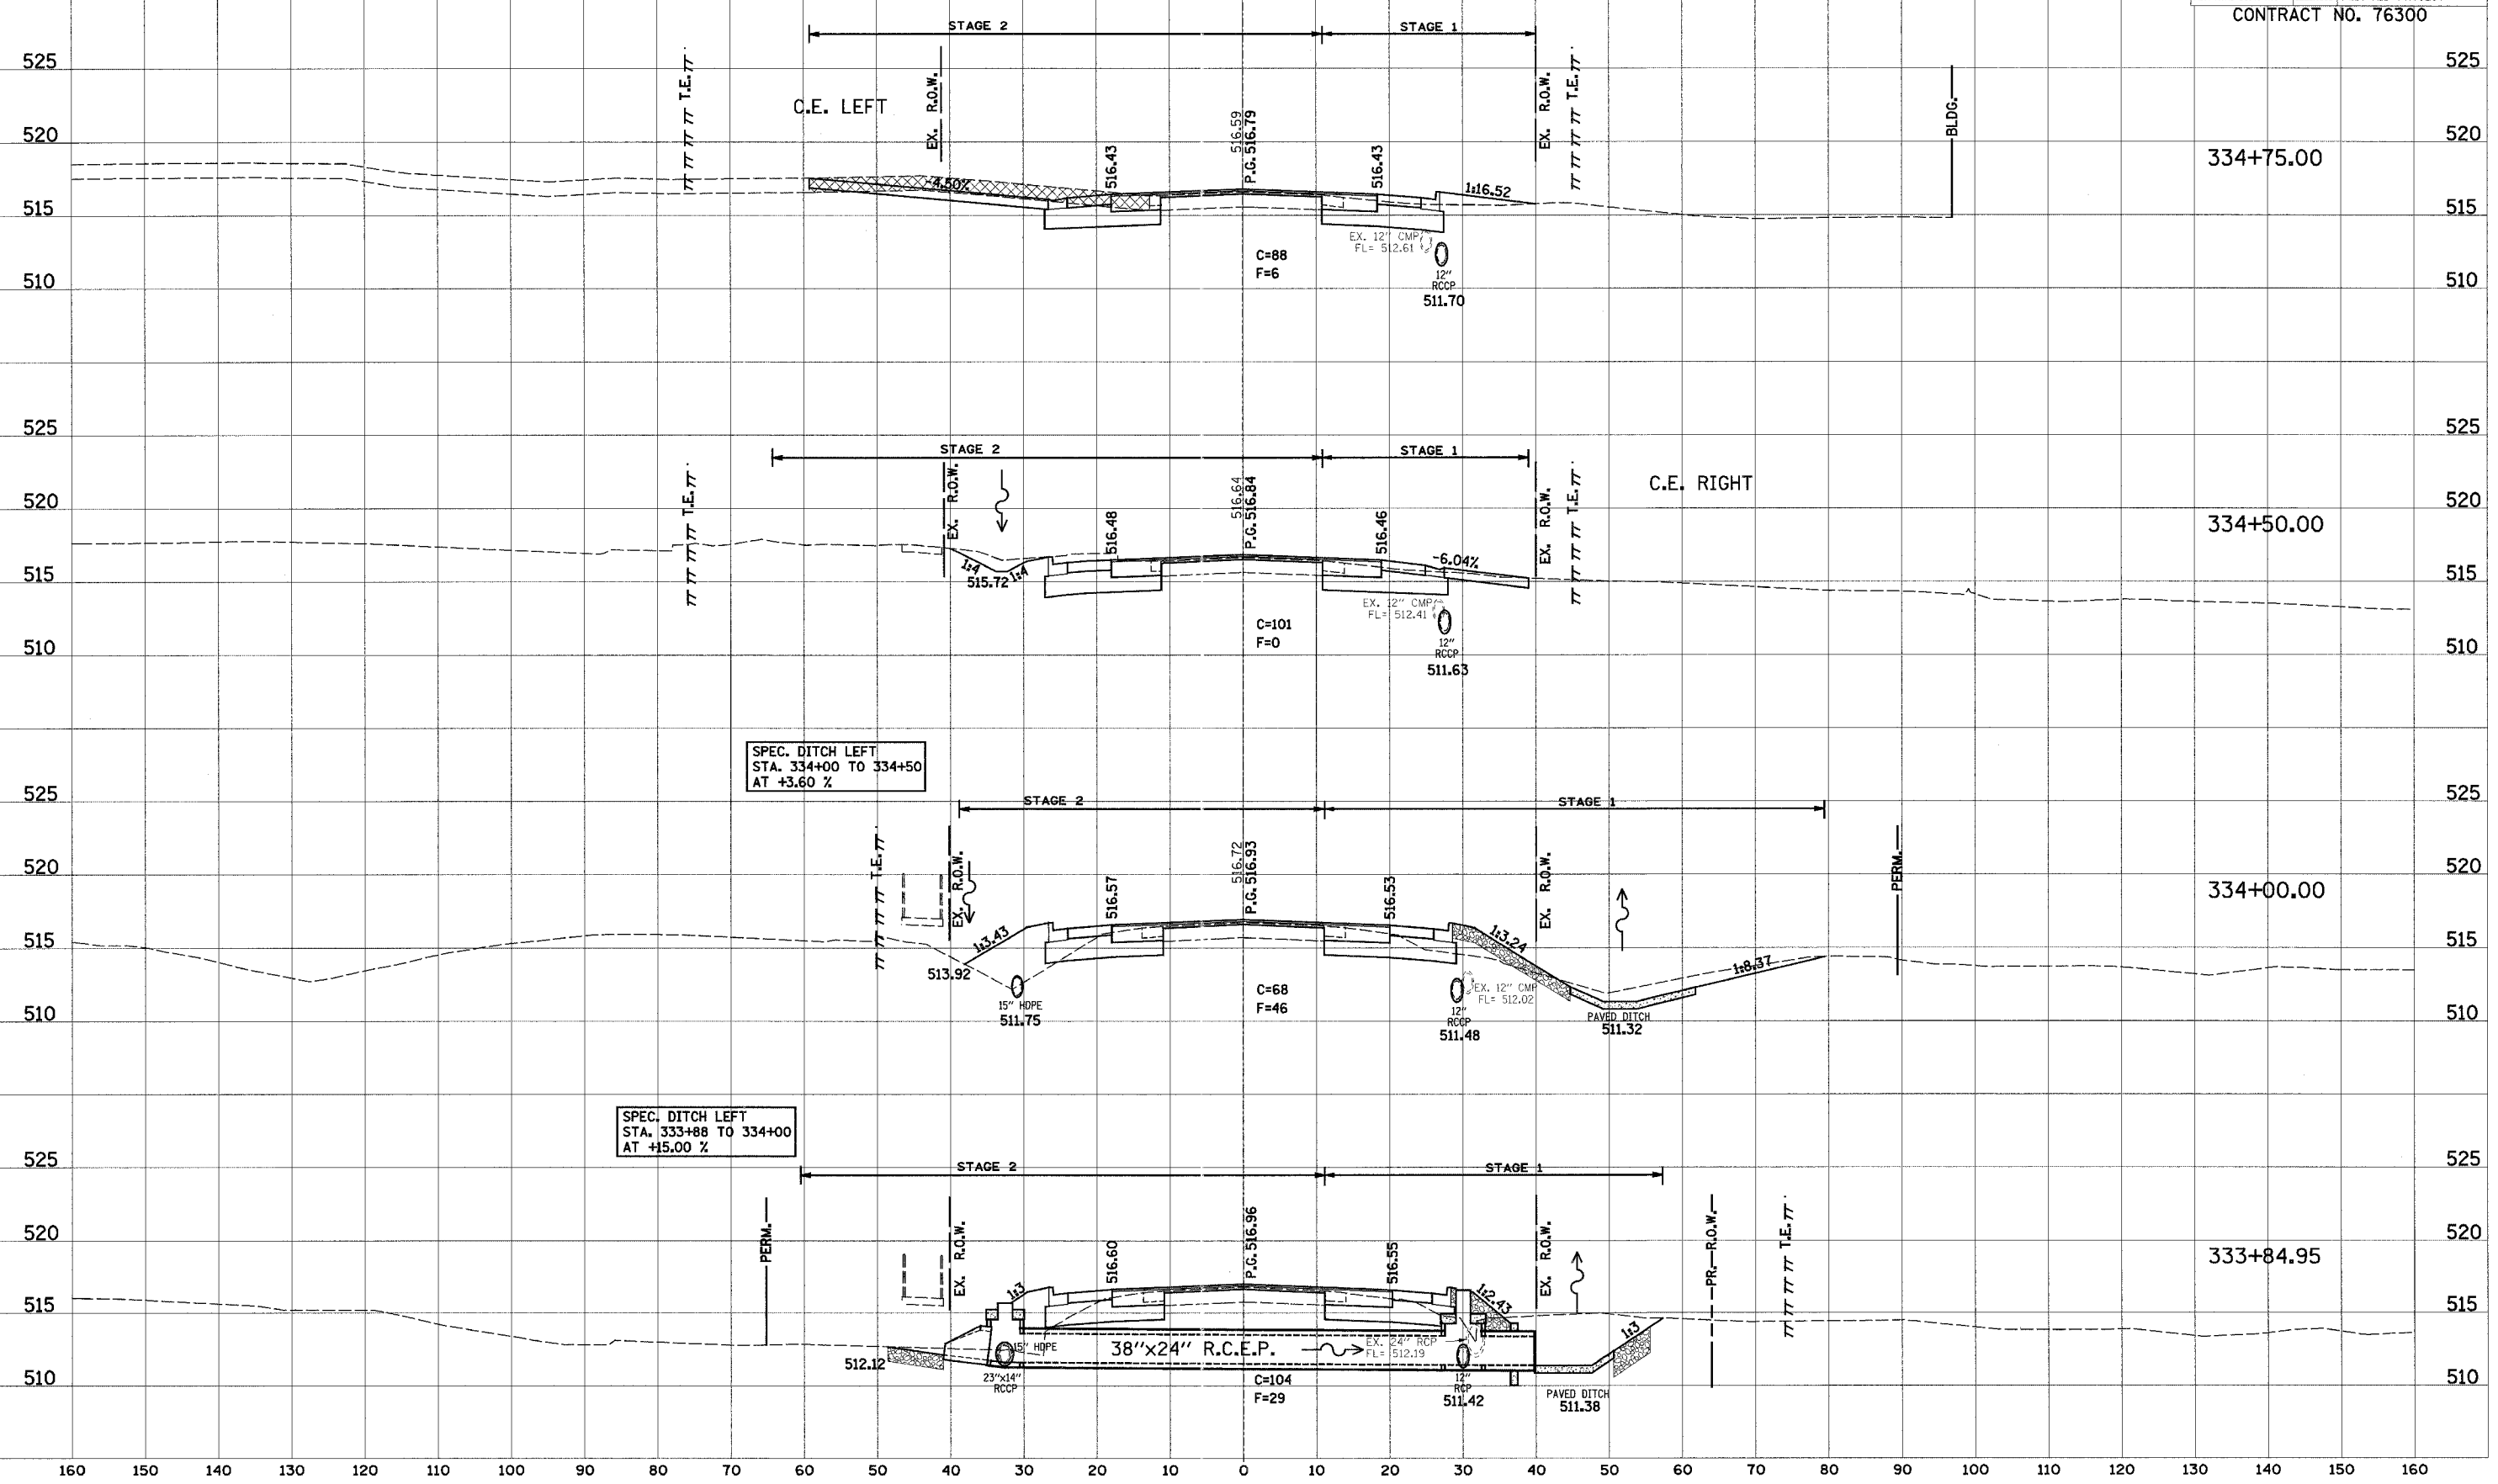 CONTRACT NO. 76300
STAGE 2
STAGE 1
525
525
T.E.
C.E. LEFT
EX. R.O.W.
516.59
P.G. 516.79
EX. R.O.W.
T.E.
BLDG.
520
520
334+75.00
516.43
516.43
-4.50%
1:16.52
515
515
EX. 12" CMP
FL= 512.61
C=88
F=6
12"
RCCP
511.70
510
510
525
525
STAGE 2
STAGE 1
T.E.
EX. R.O.W.
516.64
P.G. 516.84
EX. R.O.W.
T.E.
C.E. RIGHT
520
520
334+50.00
516.48
516.46
-6.04%
1:4
515.72
1:4
515
515
EX. 12" CMP
FL= 512.41
C=101
F=0
12"
RCCP
511.63
510
510
SPEC. DITCH LEFT
STA. 334+00 TO 334+50
AT +3.60 %
525
525
STAGE 2
STAGE 1
T.E.
EX. R.O.W.
516.72
P.G. 516.93
EX. R.O.W.
PERM.
520
520
334+00.00
516.57
516.53
1:3.43
1:3.24
515
515
513.92
1:8.37
15" HDPE
511.75
C=68
F=46
EX. 12" CMP
FL= 512.02
12"
RCCP
511.48
PAVED DITCH
511.32
510
510
SPEC. DITCH LEFT
STA. 333+88 TO 334+00
AT +15.00 %
525
525
STAGE 2
STAGE 1
PERM.
EX. R.O.W.
P.G. 516.96
EX. R.O.W.
PR. R.O.W.
T.E.
520
520
333+84.95
516.60
516.55
1:3
1:2.43
515
515
1:3
15" HDPE
38"x24" R.C.E.P.
EX. 24" RCP
FL= 512.19
512.12
23"x14"
RCCP
C=104
F=29
12"
RCP
511.42
PAVED DITCH
511.38
510
510
160 150 140 130 120 110 100 90 80 70 60 50 40 30 20 10 0 10 20 30 40 50 60 70 80 90 100 110 120 130 140 150 160